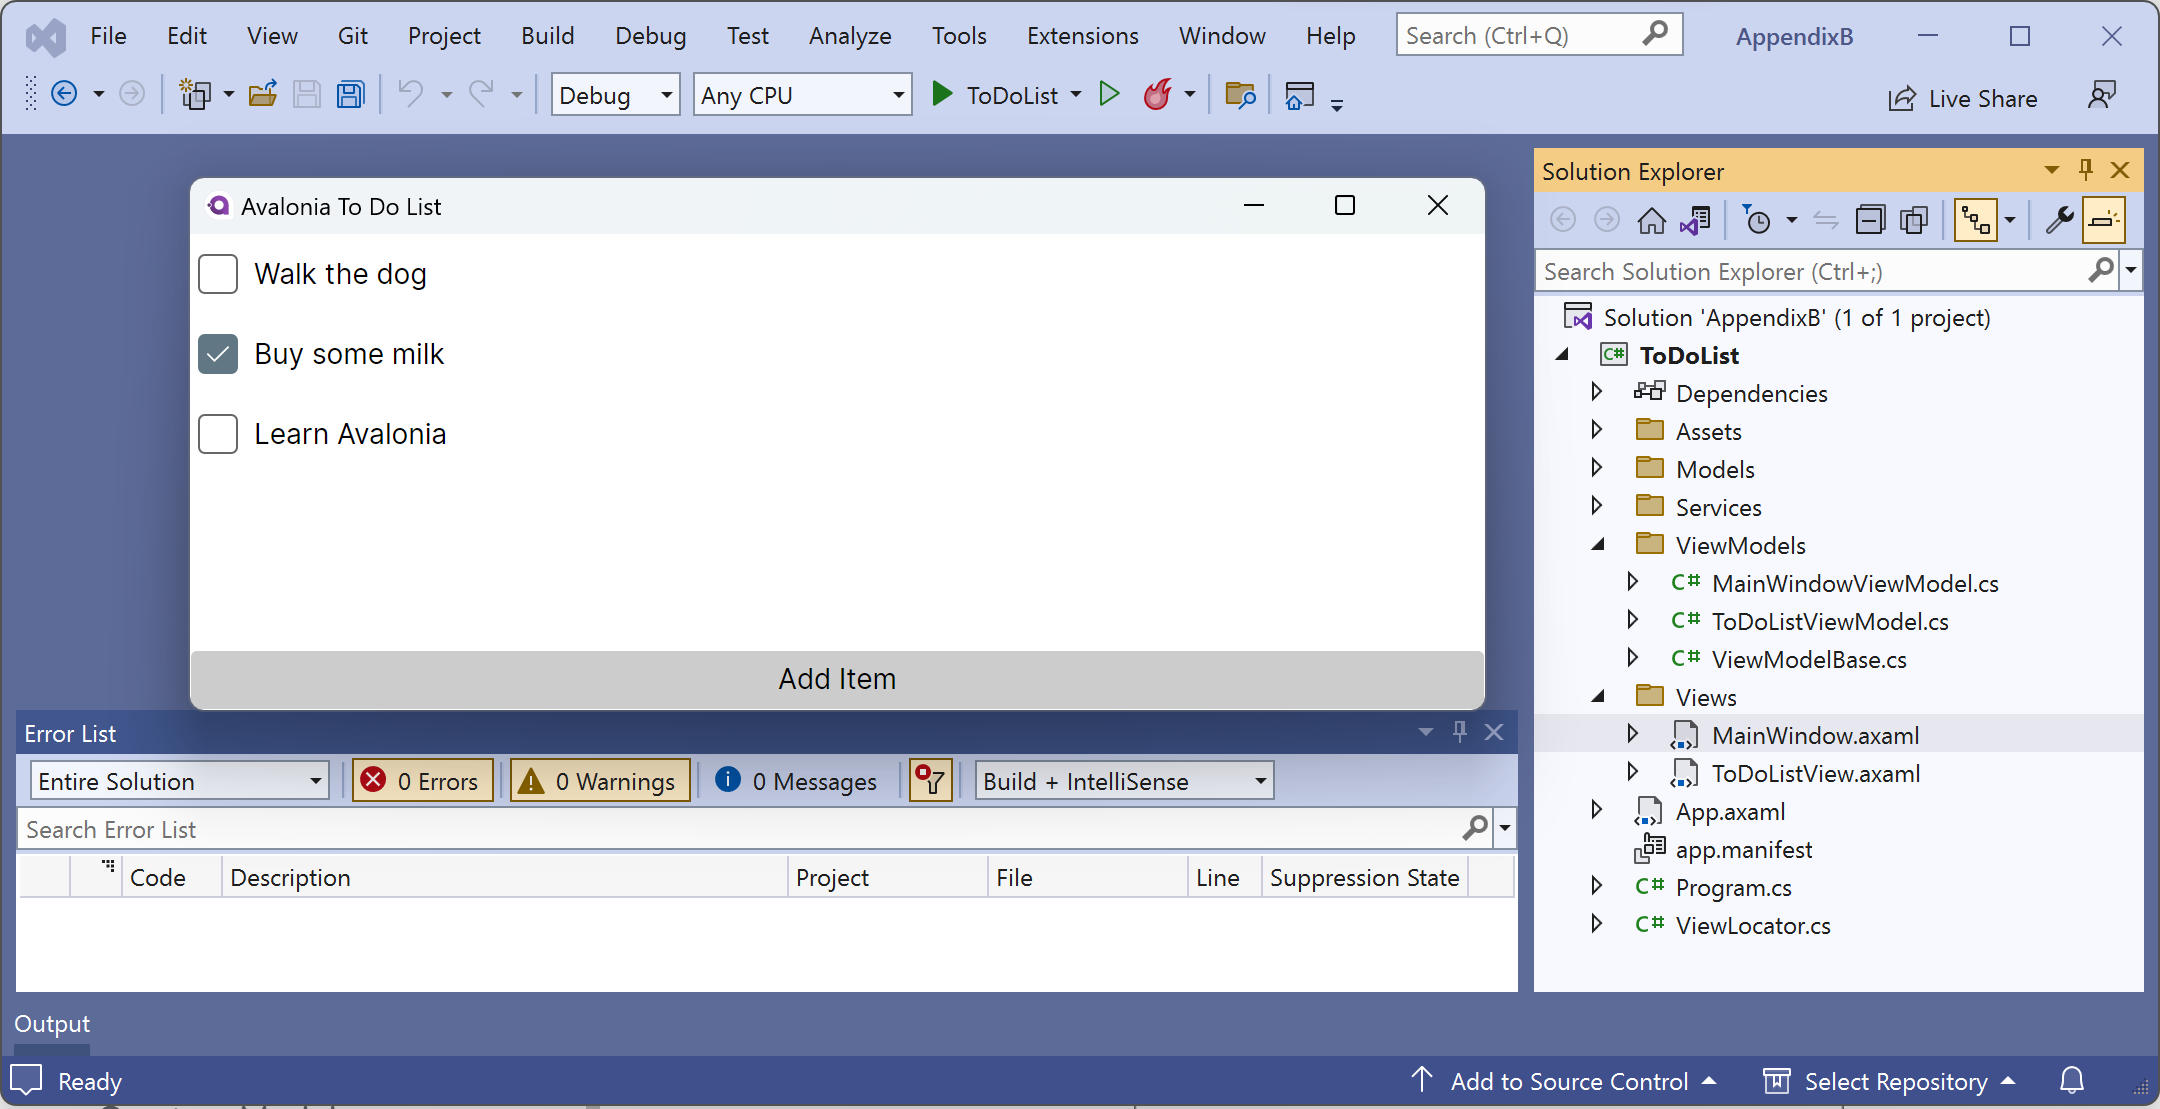 File Edit View Git Project Build Debug Test Analyze Tools Extensions Window Help Search (Ctrl+Q) AppendixB
Debug Any CPU ToDoList Live Share
Avalonia To Do List
Walk the dog
Buy some milk
Learn Avalonia
Add Item
Error List
Entire Solution 0 Errors 0 Warnings 0 Messages Build + IntelliSense
Search Error List
Code Description Project File Line Suppression State
Solution Explorer
Search Solution Explorer (Ctrl+;)
Solution 'AppendixB' (1 of 1 project)
C# ToDoList
Dependencies
Assets
Models
Services
ViewModels
C# MainWindowViewModel.cs
C# ToDoListViewModel.cs
C# ViewModelBase.cs
Views
MainWindow.axaml
ToDoListView.axaml
App.axaml
app.manifest
C# Program.cs
C# ViewLocator.cs
Output
Ready Add to Source Control Select Repository